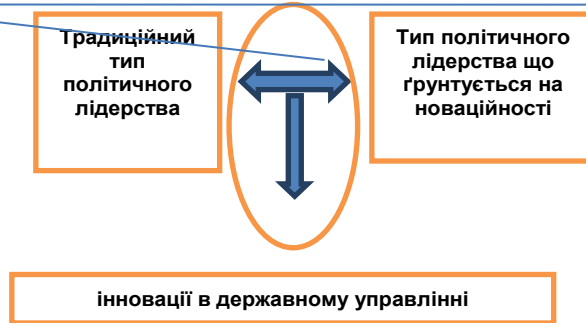 Традиційний
тип
політичного
лідерства
Тип політичного
лідерства що
ґрунтується на
новаційності
інновації в державному управлінні